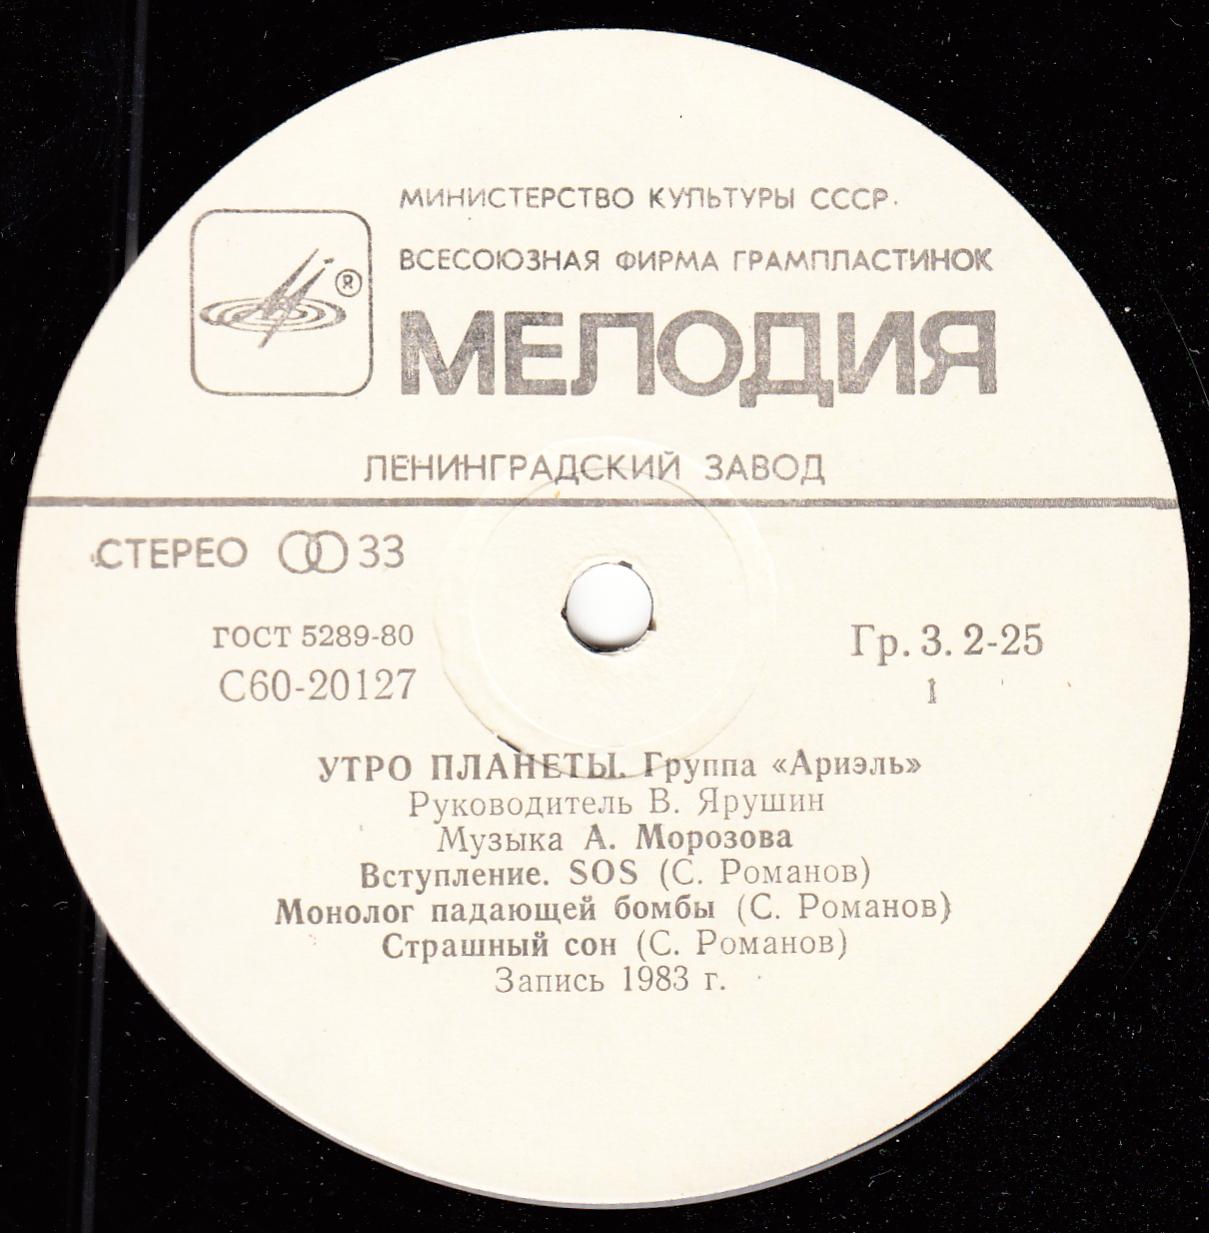 МИНИСТЕРСТВО КУЛЬТУРЫ СССР
ВСЕСОЮЗНАЯ ФИРМА ГРАМПЛАСТИНОК
®
МЕЛОДИЯ
ЛЕНИНГРАДСКИЙ ЗАВОД
СТЕРЕО 33
ГОСТ 5289-80
Гр. 3. 2-25
С60-20127
1
УТРО ПЛАНЕТЫ. Группа «Ариэль»
Руководитель В. Ярушин
Музыка А. Морозова
Вступление. SOS (С. Романов)
Монолог падающей бомбы (С. Романов)
Страшный сон (С. Романов)
Запись 1983 г.